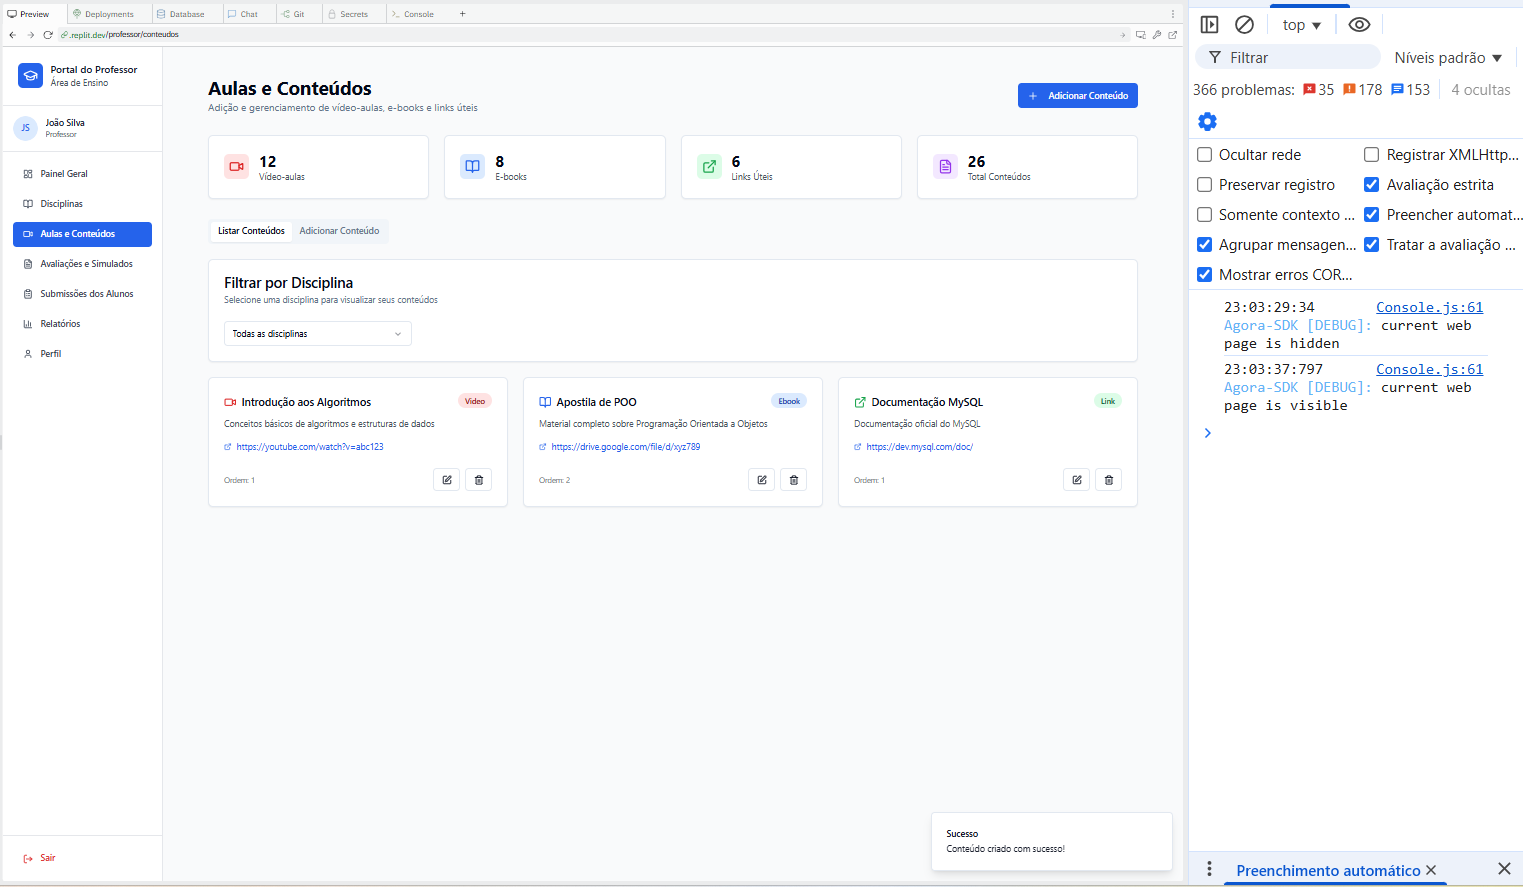 Preview
Deployments
Database
Chat
Git
Secrets
Console
.replit.dev/professor/conteudos
Portal do Professor
Área de Ensino
JS
João Silva
Professor
Painel Geral
Disciplinas
Aulas e Conteúdos
Avaliações e Simulados
Submissões dos Alunos
Relatórios
Perfil
Sair
Aulas e Conteúdos
Adição e gerenciamento de vídeo-aulas, e-books e links úteis
+ Adicionar Conteúdo
12
Vídeo-aulas
8
E-books
6
Links Úteis
26
Total Conteúdos
Listar Conteúdos
Adicionar Conteúdo
Filtrar por Disciplina
Selecione uma disciplina para visualizar seus conteúdos
Todas as disciplinas
Introdução aos Algoritmos
Video
Conceitos básicos de algoritmos e estruturas de dados
https://youtube.com/watch?v=abc123
Ordem: 1
Apostila de POO
Ebook
Material completo sobre Programação Orientada a Objetos
https://drive.google.com/file/d/xyz789
Ordem: 2
Documentação MySQL
Link
Documentação oficial do MySQL
https://dev.mysql.com/doc/
Ordem: 1
Sucesso
Conteúdo criado com sucesso!
top
Filtrar
Níveis padrão
366 problemas: 35 178 153 4 ocultas
Ocultar rede
Registrar XMLHttp...
Preservar registro
Avaliação estrita
Somente contexto ...
Preencher automat...
Agrupar mensagen...
Tratar a avaliação ...
Mostrar erros COR...
23:03:29:34 Console.js:61
Agora-SDK [DEBUG]: current web
page is hidden
23:03:37:797 Console.js:61
Agora-SDK [DEBUG]: current web
page is visible
Preenchimento automático